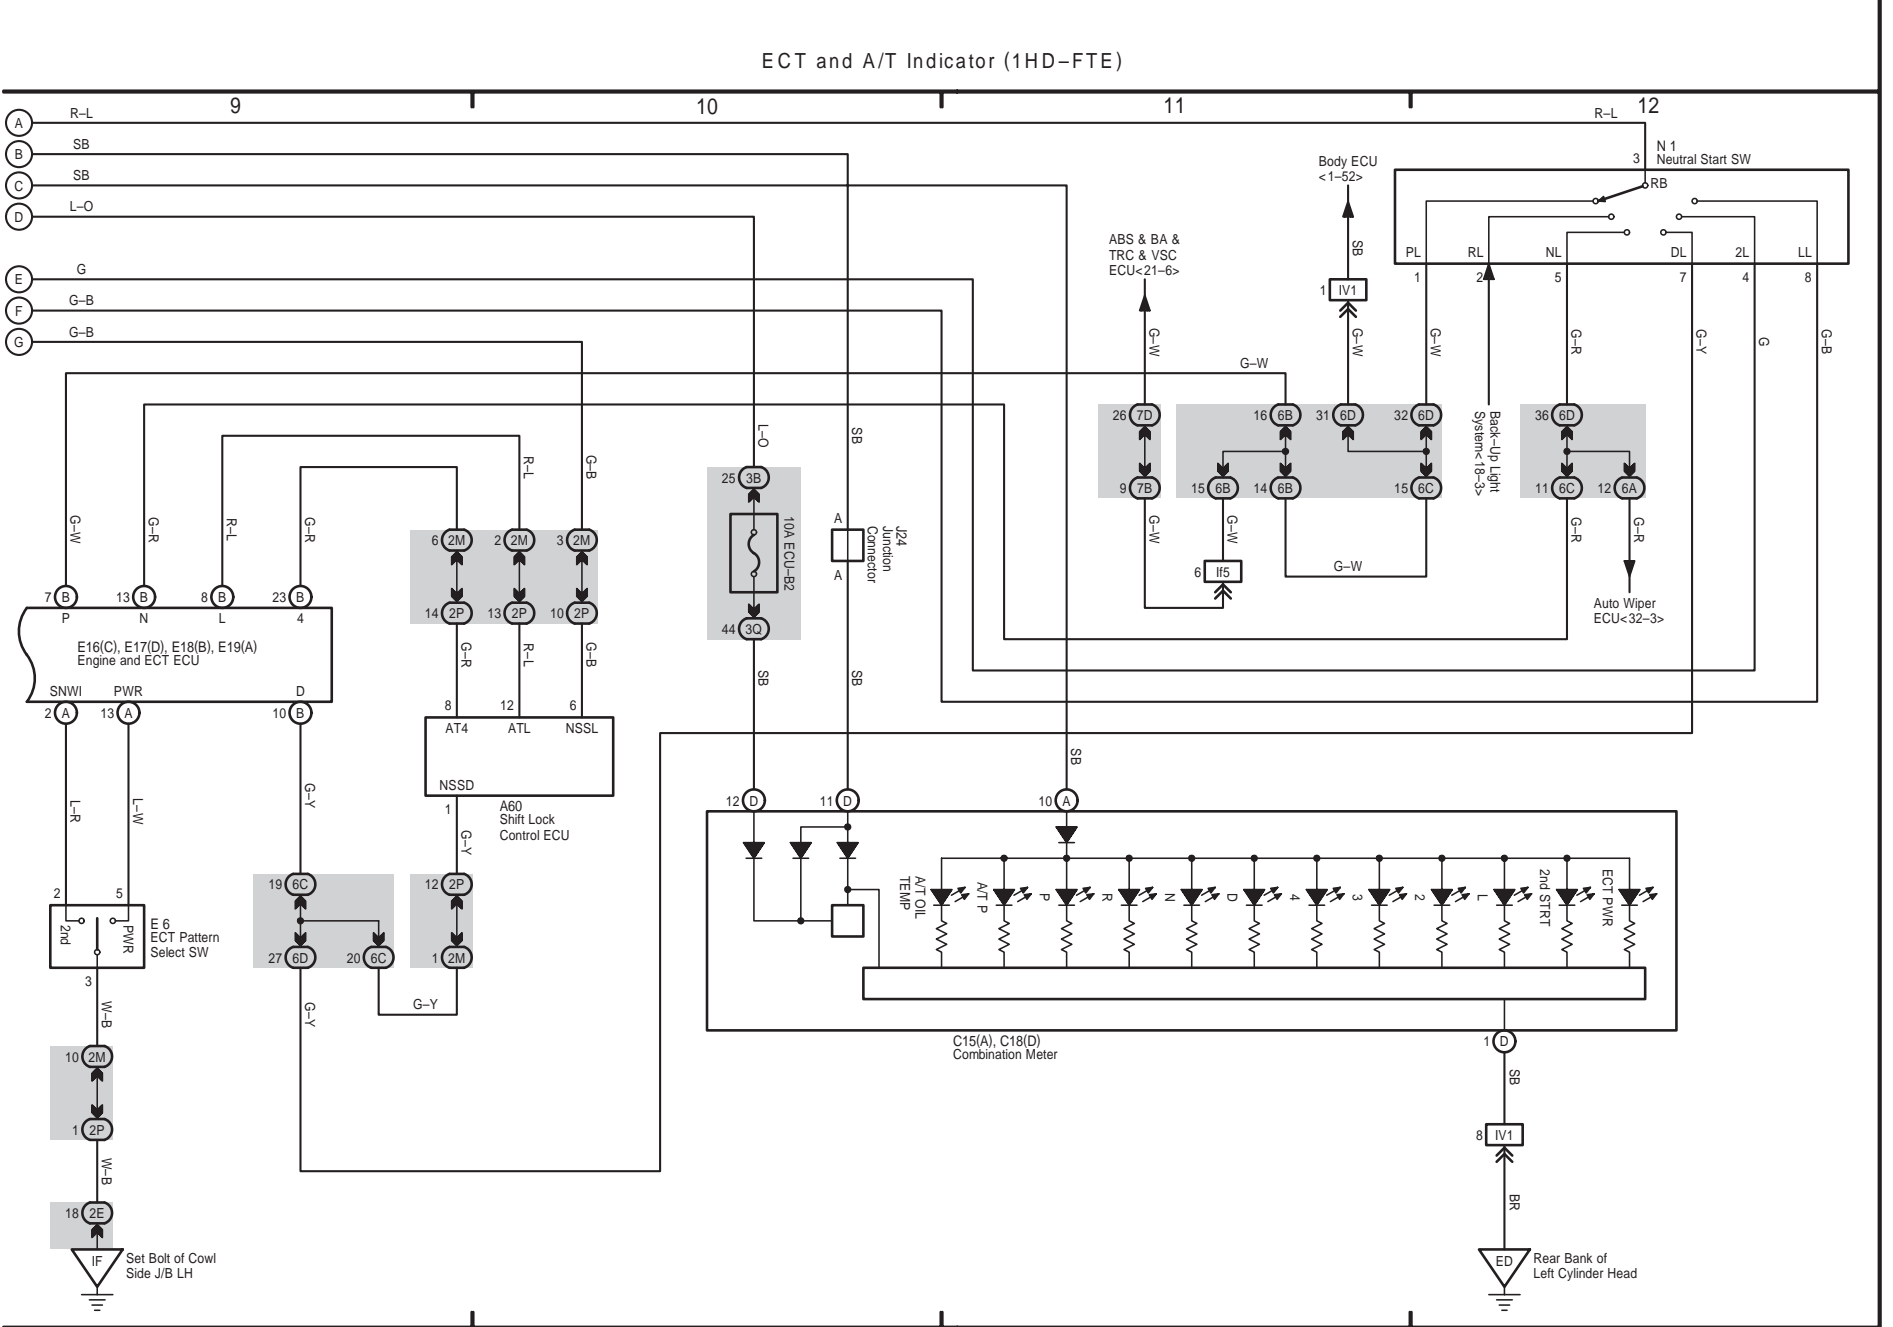 ECT and A/T Indicator (1HD–FTE)
9
10
11
12
A
R–L
R–L
B
SB
C
SB
D
L–O
E
G
F
G–B
G
G–B
N 1
Neutral Start SW
3
RB
PL
RL
NL
DL
2L
LL
1
2
5
7
4
8
Body ECU
<1–52>
SB
1
IV1
G–W
G–W
G–R
G–Y
G
G–B
ABS & BA &
TRC & VSC
ECU<21–6>
G–W
G–W
26
7D
16
6B
31
6D
32
6D
36
6D
9
7B
15
6B
14
6B
15
6C
11
6C
12
6A
Back–Up Light
System<18–3>
G–W
G–W
G–W
G–R
G–R
6
If5
Auto Wiper
ECU<32–3>
L–O
SB
25
3B
10A ECU–B2
44
3Q
A
A
J24
Junction
Connector
SB
SB
SB
G–W
G–R
R–L
G–R
R–L
G–B
6
2M
2
2M
3
2M
14
2P
13
2P
10
2P
G–R
R–L
G–B
7
B
13
B
8
B
23
B
P
N
L
4
E16(C), E17(D), E18(B), E19(A)
Engine and ECT ECU
SNWI
PWR
D
2
A
13
A
10
B
L–R
L–W
G–Y
8
12
6
AT4
ATL
NSSL
NSSD
1
A60
Shift Lock
Control ECU
G–Y
2
5
2nd
PWR
E 6
ECT Pattern
Select SW
3
W–B
19
6C
27
6D
20
6C
12
2P
1
2M
G–Y
G–Y
10
2M
1
2P
W–B
18
2E
IF
Set Bolt of Cowl
Side J/B LH
12
D
11
D
10
A
A/T OIL
TEMP
A/T P
P
R
N
D
4
3
2
L
2nd STRT
ECT PWR
C15(A), C18(D)
Combination Meter
1
D
SB
8
IV1
BR
ED
Rear Bank of
Left Cylinder Head